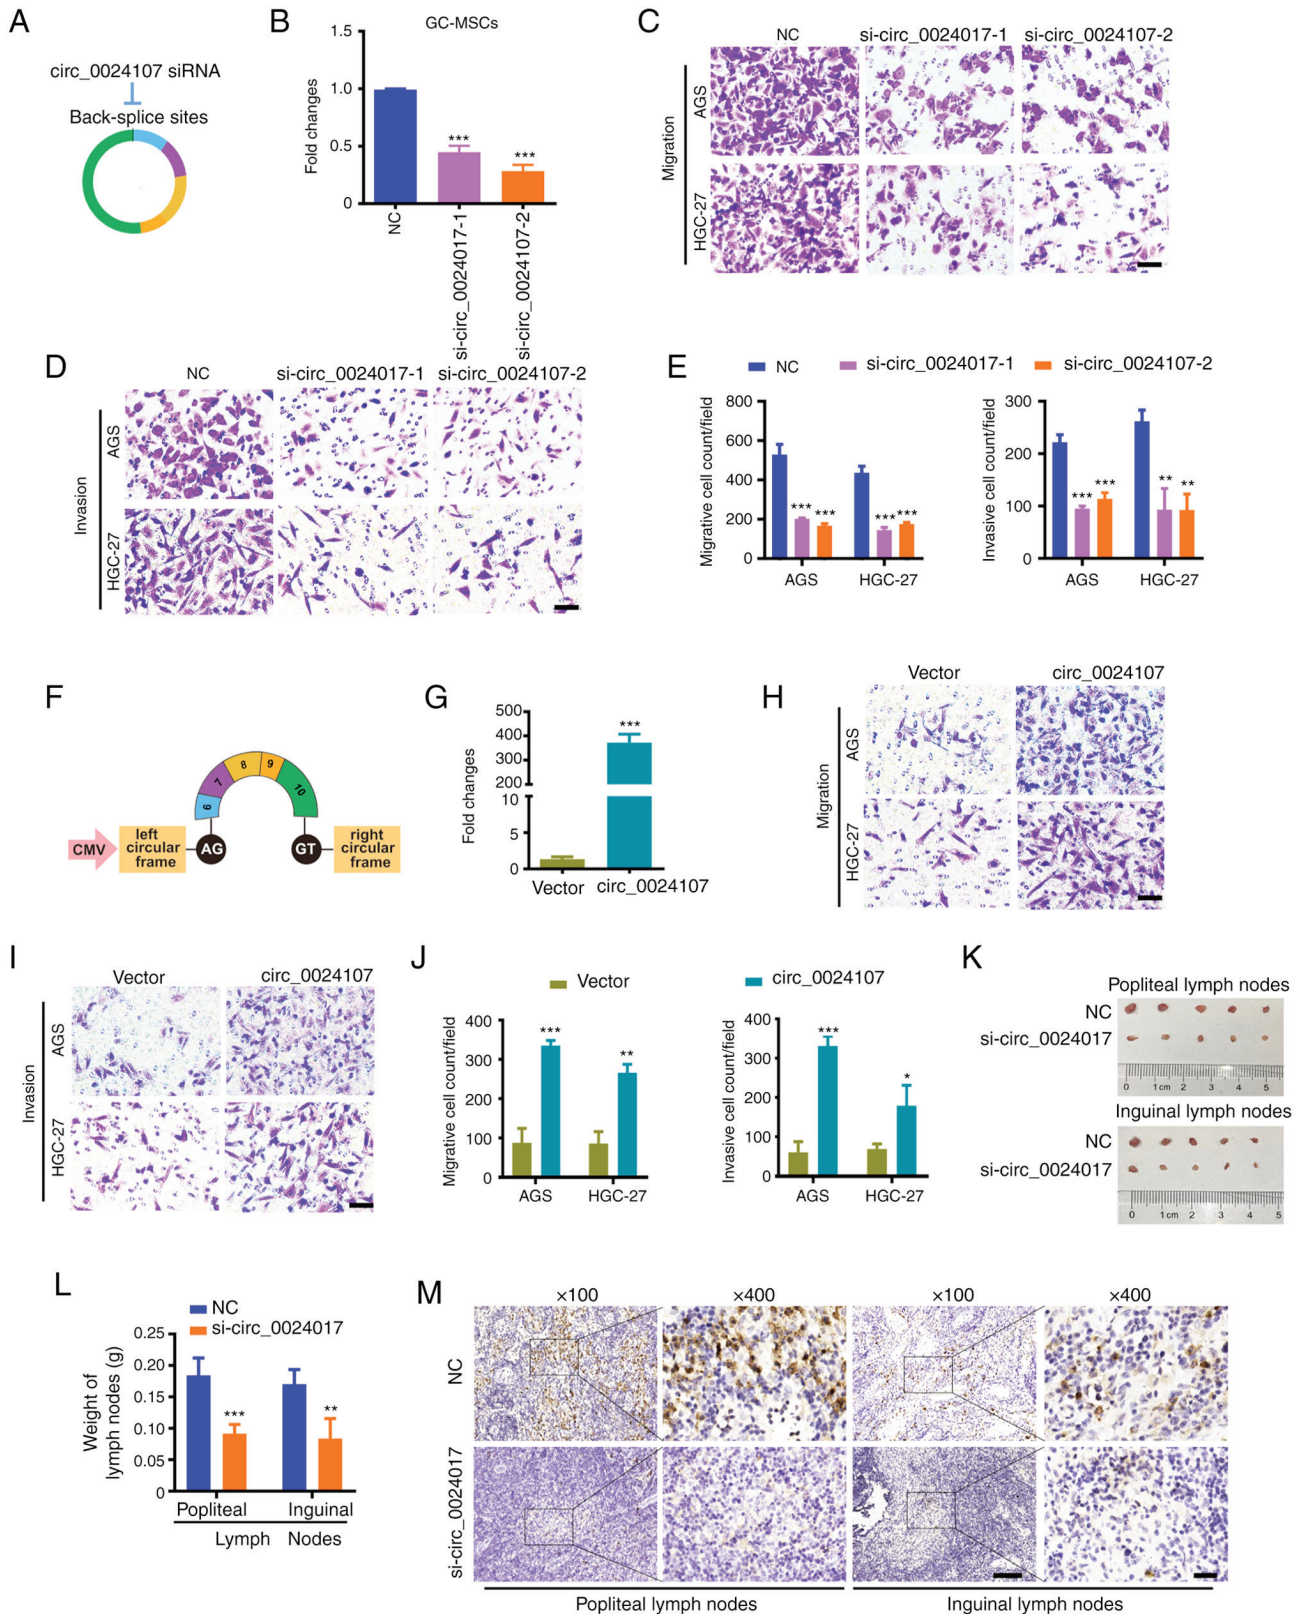 A
circ_0024107 siRNA
Back-splice sites
B
GC-MSCs
Fold changes
1.5
1.0
0.5
0
***
***
NC
si-circ_0024017-1
si-circ_0024107-2
C
NC
si-circ_0024017-1
si-circ_0024107-2
Migration
AGS
HGC-27
D
NC
si-circ_0024017-1
si-circ_0024107-2
Invasion
AGS
HGC-27
E
NC
si-circ_0024017-1
si-circ_0024107-2
Migrative cell count/field
800
600
400
200
0
*** ***
*** ***
AGS
HGC-27
Invasive cell count/field
300
200
100
0
*** ***
** **
AGS
HGC-27
F
6
7
8
9
10
CMV
left
circular
frame
AG
GT
right
circular
frame
G
Fold changes
500
400
300
200
10
5
0
***
Vector
circ_0024107
H
Vector
circ_0024107
Migration
AGS
HGC-27
I
Vector
circ_0024107
Invasion
AGS
HGC-27
J
Vector
circ_0024107
Migrative cell count/field
400
300
200
100
0
***
**
AGS
HGC-27
Invasive cell count/field
400
300
200
100
0
***
*
AGS
HGC-27
K
Popliteal lymph nodes
NC
si-circ_0024017
0 1cm 2 3 4 5
Inguinal lymph nodes
NC
si-circ_0024017
0 1cm 2 3 4 5
L
NC
si-circ_0024017
Weight of
lymph nodes (g)
0.25
0.20
0.15
0.10
0.05
0
***
**
Popliteal
Inguinal
Lymph Nodes
M
×100
×400
×100
×400
NC
si-circ_0024017
Popliteal lymph nodes
Inguinal lymph nodes